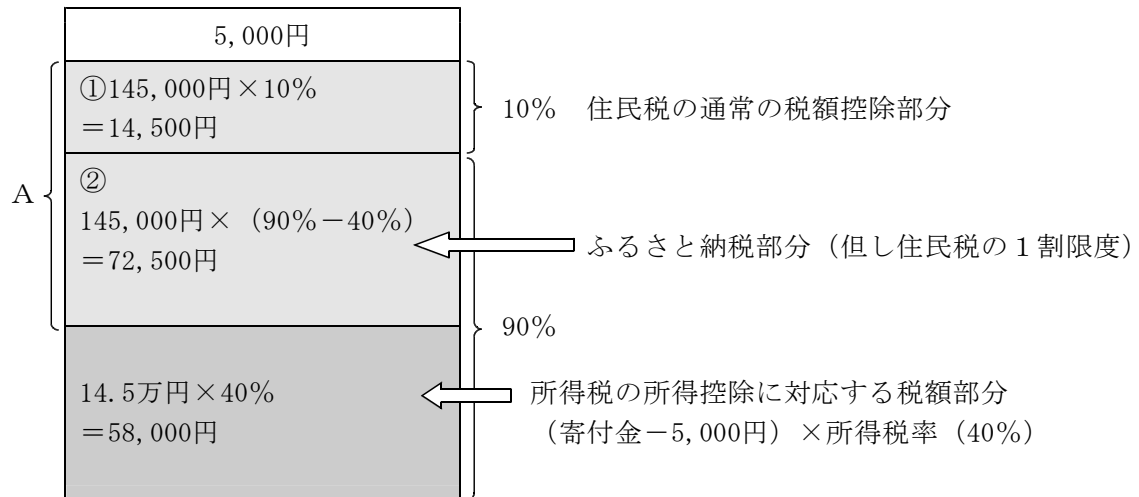 5,000円
①145,000円×10%
=14,500円
10% 住民税の通常の税額控除部分
A
②
145,000円×（90%－40%）
=72,500円
ふるさと納税部分（但し住民税の１割限度）
90%
14.5万円×40%
=58,000円
所得税の所得控除に対応する税額部分
（寄付金－5,000円）×所得税率（40%）